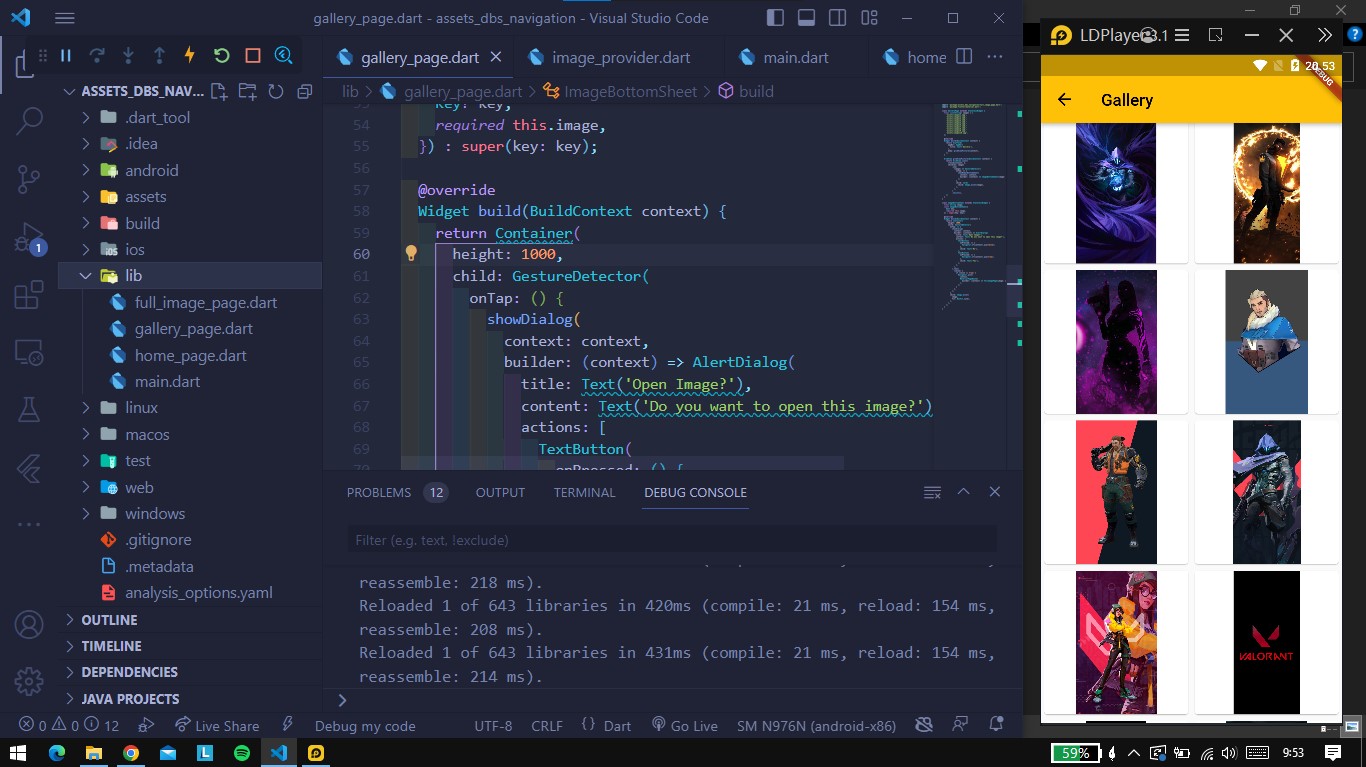 gallery_page.dart - assets_dbs_navigation - Visual Studio Code
gallery_page.dart
image_provider.dart
main.dart
home
ASSETS_DBS_NAV...
.dart_tool
.idea
android
assets
build
ios
lib
full_image_page.dart
gallery_page.dart
home_page.dart
main.dart
linux
macos
test
web
windows
.gitignore
.metadata
analysis_options.yaml
OUTLINE
TIMELINE
DEPENDENCIES
JAVA PROJECTS
1
lib > gallery_page.dart > ImageBottomSheet > build
53 Key? key,
54 required this.image,
55 }) : super(key: key);
56
57 @override
58 Widget build(BuildContext context) {
59 return Container(
60 height: 1000,
61 child: GestureDetector(
62 onTap: () {
63 showDialog(
64 context: context,
65 builder: (context) => AlertDialog(
66 title: Text('Open Image?'),
67 content: Text('Do you want to open this image?')
68 actions: [
69 TextButton(
70 onPressed: () {
PROBLEMS 12 OUTPUT TERMINAL DEBUG CONSOLE
Filter (e.g. text, !exclude)
reassemble: 218 ms).
Reloaded 1 of 643 libraries in 420ms (compile: 21 ms, reload: 154 ms,
reassemble: 208 ms).
Reloaded 1 of 643 libraries in 431ms (compile: 21 ms, reload: 154 ms,
reassemble: 214 ms).
0 0 12 Live Share Debug my code UTF-8 CRLF {} Dart Go Live SM N976N (android-x86)
LDPlayer
3.1
20.53
DEBUG
Gallery
VALORANT
59%
9:53